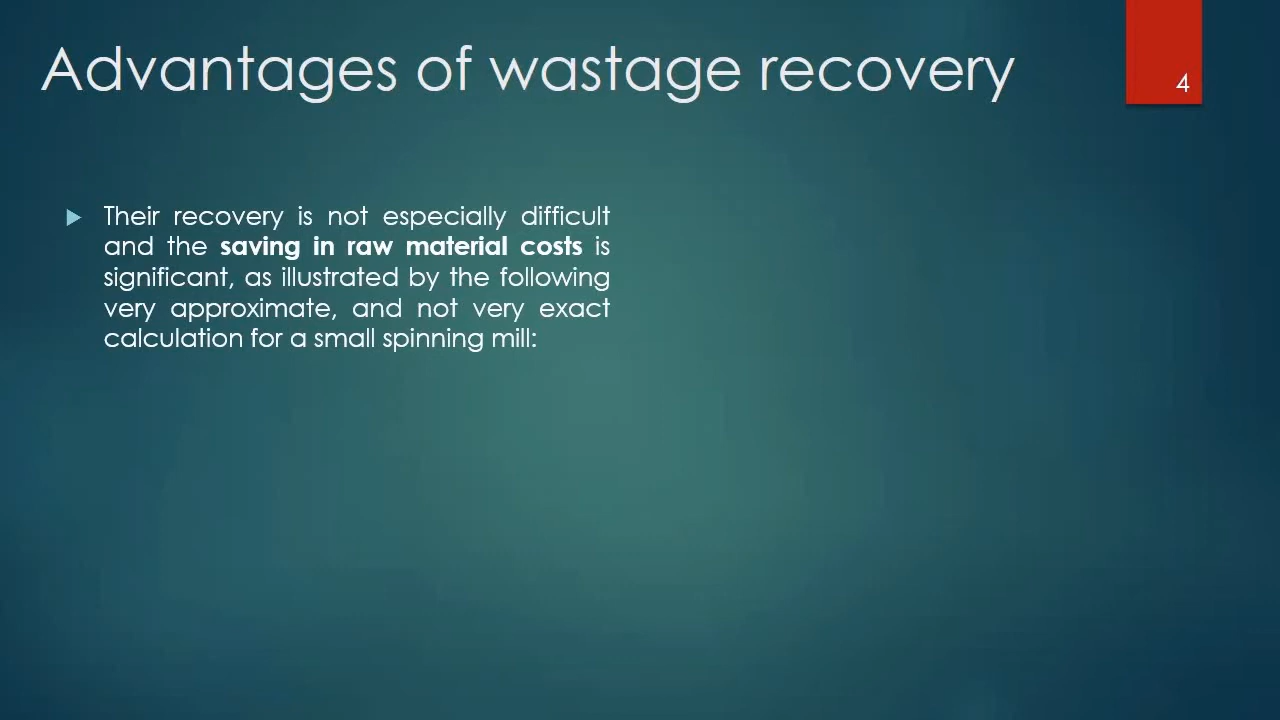 Advantages of wastage recovery
4
Their recovery is not especially difficult
and the saving in raw material costs is
significant, as illustrated by the following
very approximate, and not very exact
calculation for a small spinning mill: